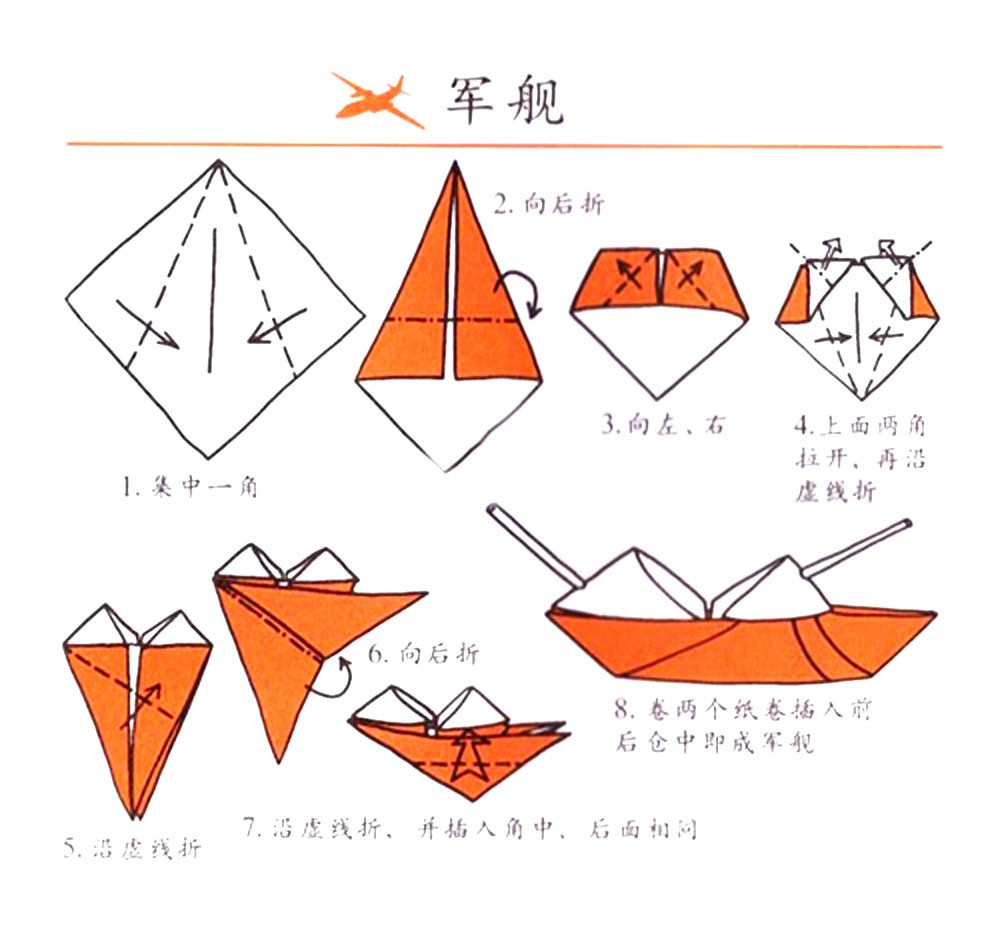 军舰
1.集中一角
2.向后折
3.向左、右
4.上面两角
拉开、再沿
虚线折
5.沿虚线折
6.向后折
7.沿虚线折、并插入角中、后面相同
8.卷两个纸卷插入前
后仓中即成军舰